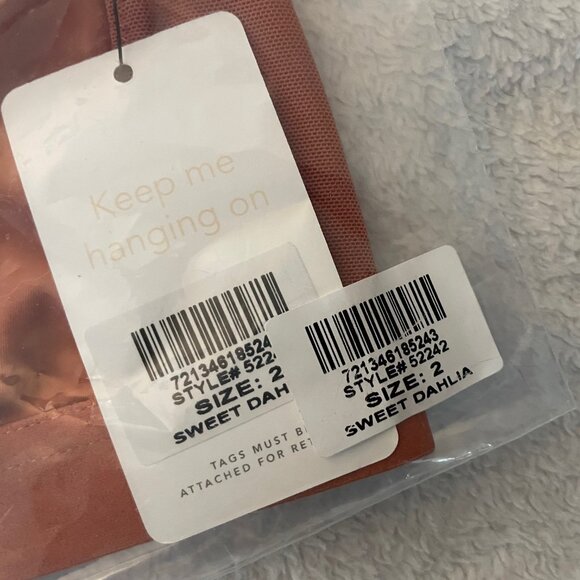 Keep me
hanging on
72134618524
STYLE# 5224
SIZE: 2
SWEET DAH
TAGS MUST B
ATTACHED FOR RET
721346185243
STYLE# 52242
SIZE: 2
SWEET DAHLIA